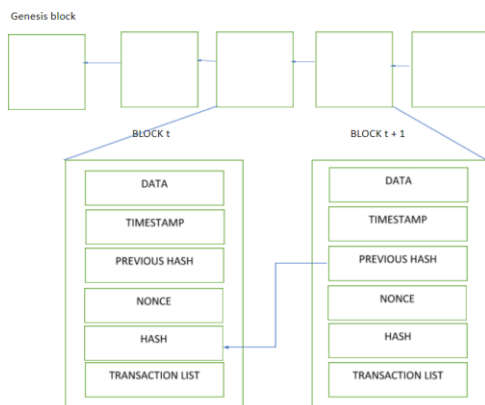 Genesis block
BLOCK t
BLOCK t + 1
DATA
TIMESTAMP
PREVIOUS HASH
NONCE
HASH
TRANSACTION LIST
DATA
TIMESTAMP
PREVIOUS HASH
NONCE
HASH
TRANSACTION LIST